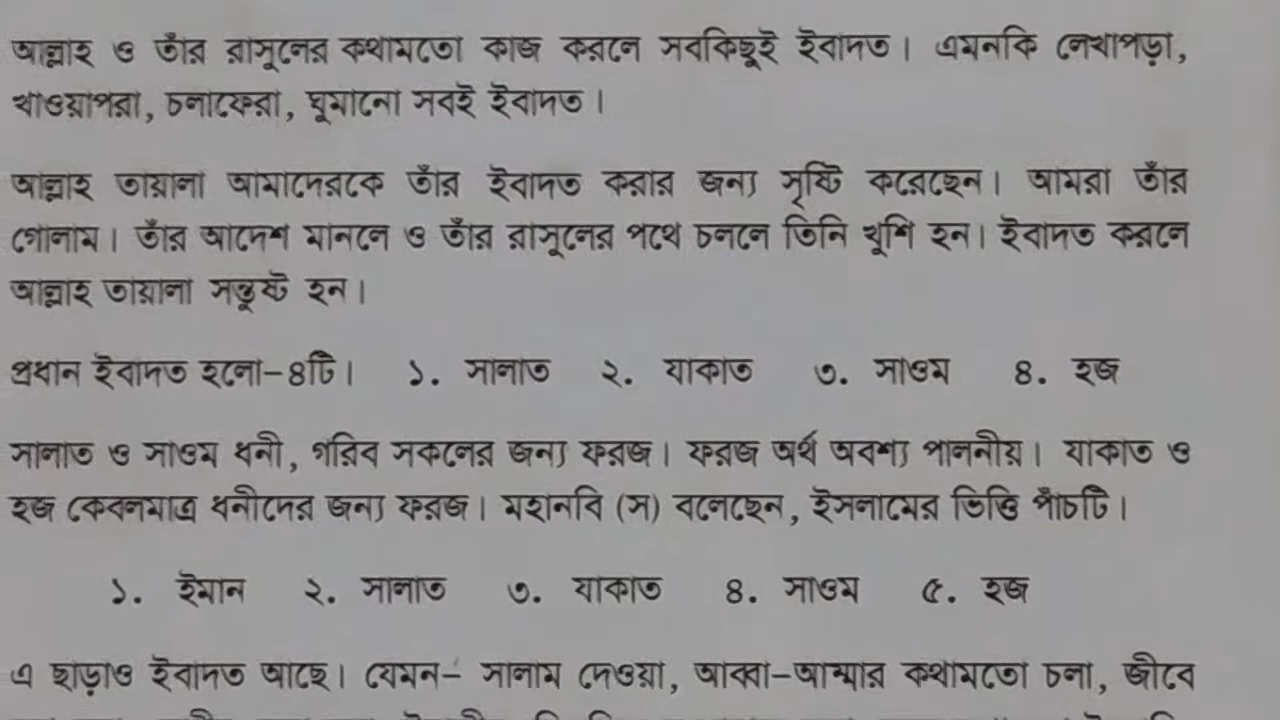 আল্লাহ ও তাঁর রাসূলের কথামতো কাজ করলে সবকিছুই ইবাদত। এমনকি লেখাপড়া,
খাওয়াপরা, চলাফেরা, ঘুমানো সবই ইবাদত।
আল্লাহ তায়ালা আমাদেরকে তাঁর ইবাদত করার জন্য সৃষ্টি করেছেন। আমরা তাঁর
গোলাম। তাঁর আদেশ মানলে ও তাঁর রাসূলের পথে চললে তিনি খুশি হন। ইবাদত করলে
আল্লাহ তায়ালা সন্তুষ্ট হন।
প্রধান ইবাদত হলো-৪টি। ১. সালাত ২. যাকাত ৩. সাওম ৪. হজ
সালাত ও সাওম ধনী, গরিব সকলের জন্য ফরজ। ফরজ অর্থ অবশ্য পালনীয়। যাকাত ও
হজ কেবলমাত্র ধনীদের জন্য ফরজ। মহানবি (স) বলেছেন, ইসলামের ভিত্তি পাঁচটি।
১. ইমান ২. সালাত ৩. যাকাত ৪. সাওম ৫. হজ
এ ছাড়াও ইবাদত আছে। যেমন- সালাম দেওয়া, আব্বা-আম্মার কথামতো চলা, জীবে